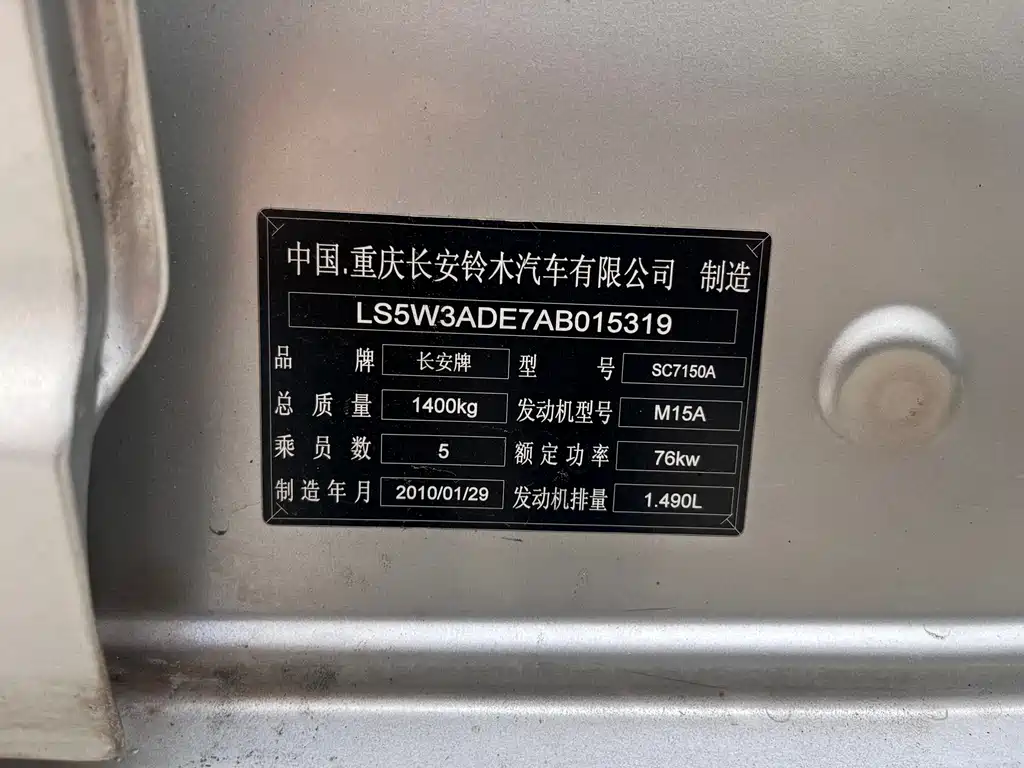 中国.重庆长安铃木汽车有限公司 制造
LS5W3ADE7AB015319
品牌 长安牌 型号 SC7150A
总质量 1400kg 发动机型号 M15A
乘员数 5 额定功率 76kw
制造年月 2010/01/29 发动机排量 1.490L